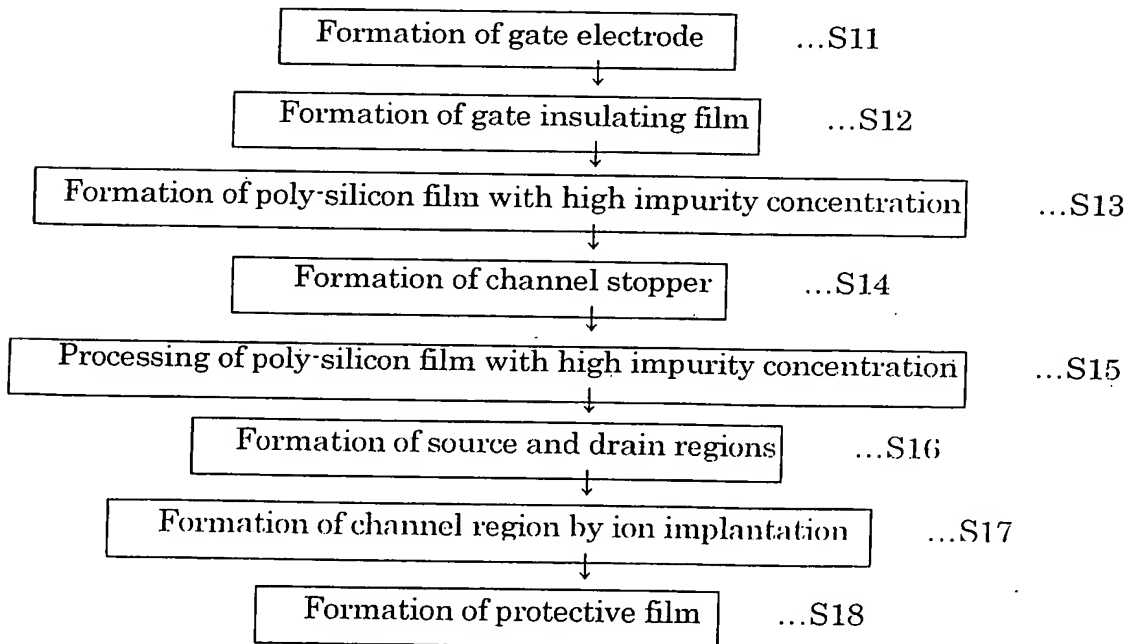 Formation of gate electrode ...S11
Formation of gate insulating film ...S12
Formation of poly-silicon film with high impurity concentration ...S13
Formation of channel stopper ...S14
Processing of poly-silicon film with high impurity concentration ...S15
Formation of source and drain regions ...S16
Formation of channel region by ion implantation ...S17
Formation of protective film ...S18